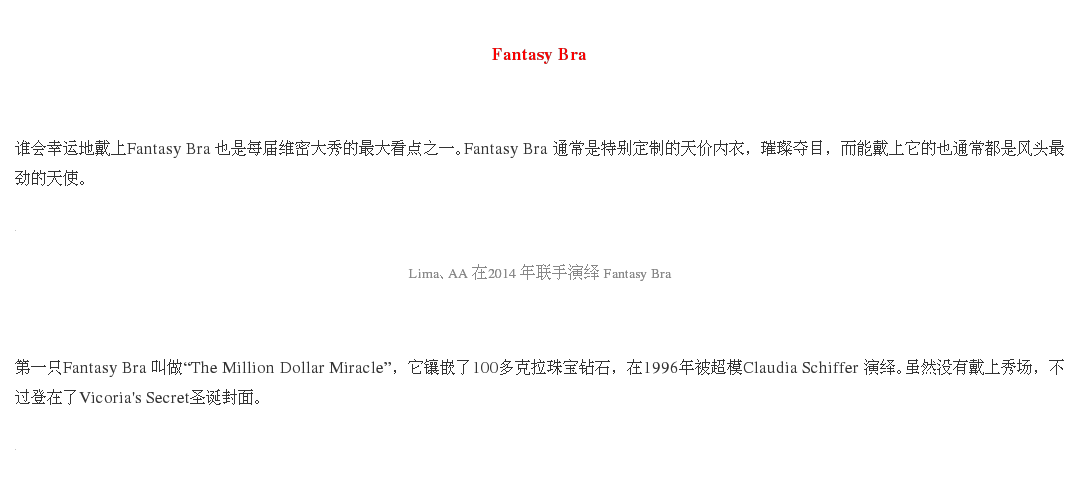 Fantasy Bra
谁会幸运地戴上Fantasy Bra 也是每届维密大秀的最大看点之一。Fantasy Bra 通常是特别定制的天价内衣，璀璨夺目，而能戴上它的也通常都是风头最
劲的天使。
Lima、AA 在2014 年联手演绎 Fantasy Bra
第一只Fantasy Bra 叫做“The Million Dollar Miracle”，它镶嵌了100多克拉珠宝钻石，在1996年被超模Claudia Schiffer 演绎。虽然没有戴上秀场，不
过登在了Vicoria's Secret圣诞封面。